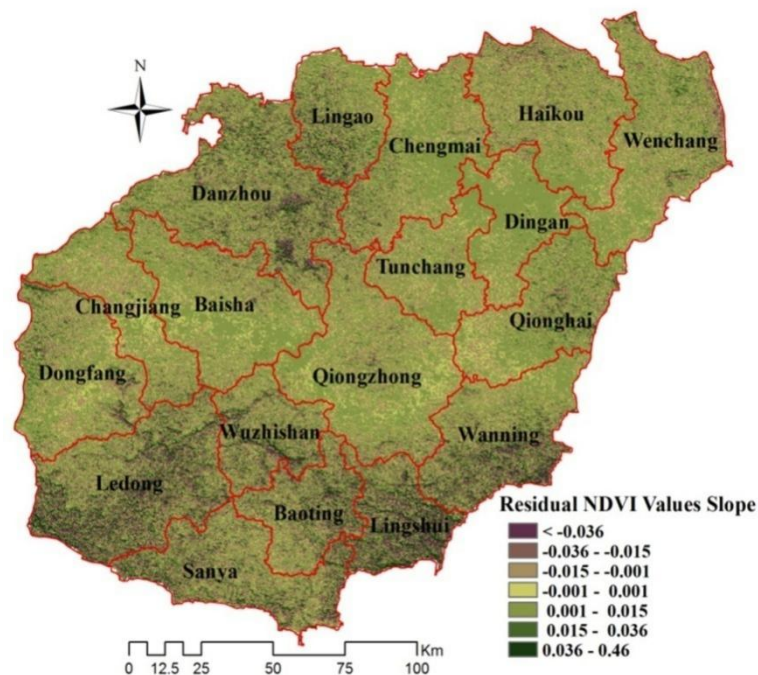 N
Lingao
Haikou
Chengmai
Wenchang
Danzhou
Dingan
Tunchang
Changjiang
Baisha
Qionghai
Dongfang
Qiongzhong
Wuzhishan
Wanning
Ledong
Baoting
Lingshui
Sanya
Residual NDVI Values Slope
< -0.036
-0.036 - -0.015
-0.015 - -0.001
-0.001 - 0.001
0.001 - 0.015
0.015 - 0.036
0.036 - 0.46
Km
0 12.5 25 50 75 100